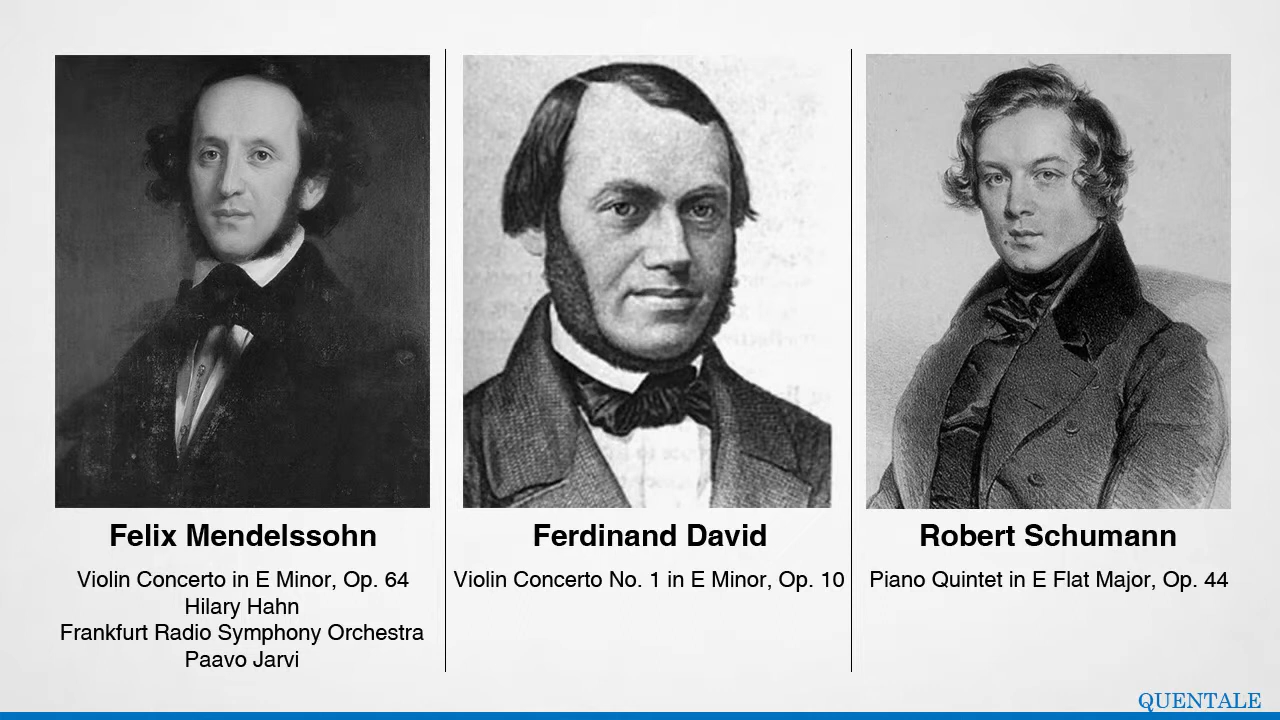 Felix Mendelssohn
Violin Concerto in E Minor, Op. 64
Hilary Hahn
Frankfurt Radio Symphony Orchestra
Paavo Jarvi
Ferdinand David
Violin Concerto No. 1 in E Minor, Op. 10
Robert Schumann
Piano Quintet in E Flat Major, Op. 44
QUENTALE